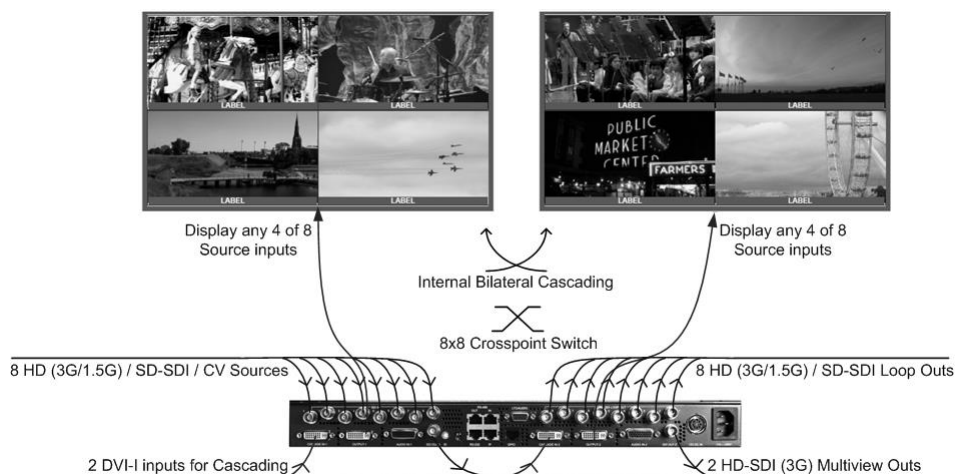 LABEL
LABEL
LABEL
LABEL
LABEL
LABEL
PUBLIC
MARKET
CENTER
FARMERS
LABEL
LABEL
Display any 4 of 8
Source inputs
Display any 4 of 8
Source inputs
Internal Bilateral Cascading
8x8 Crosspoint Switch
8 HD (3G/1.5G) / SD-SDI / CV Sources
8 HD (3G/1.5G) / SD-SDI Loop Outs
2 DVI-I inputs for Cascading
2 HD-SDI (3G) Multiview Outs